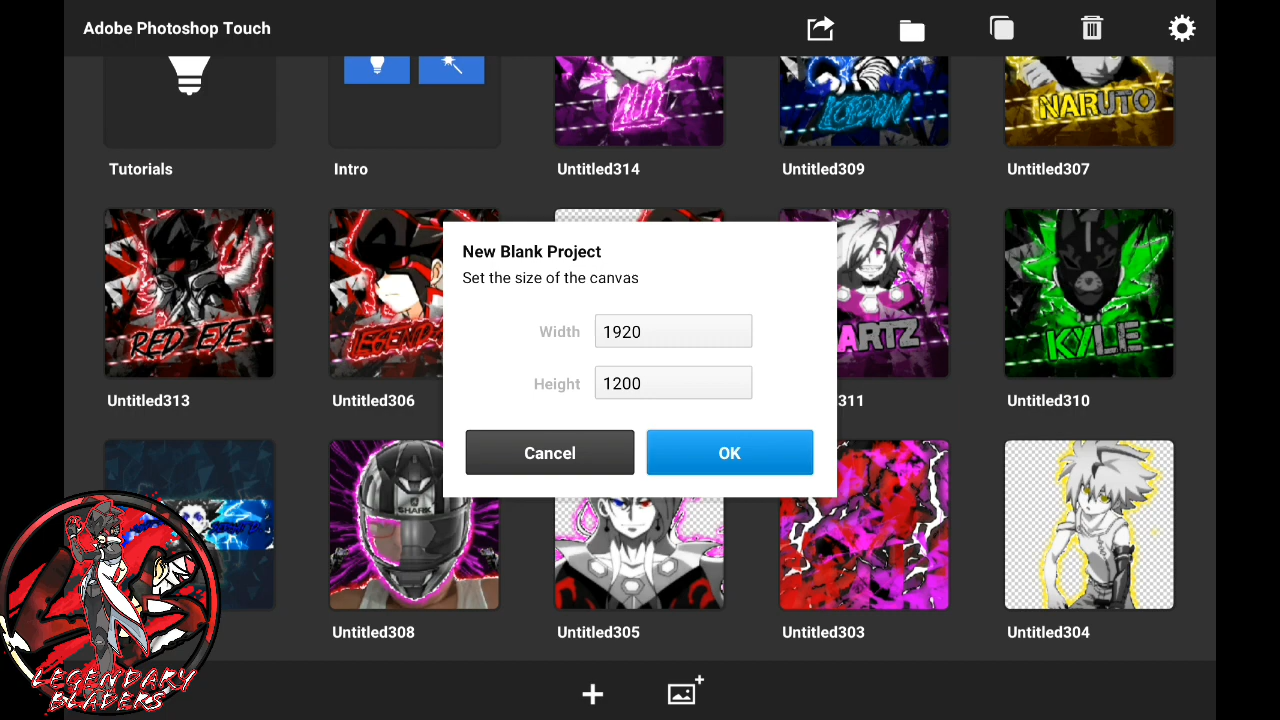 Adobe Photoshop Touch
NARUTO
Tutorials
Intro
Untitled314
Untitled309
Untitled307
New Blank Project
Set the size of the canvas
Width
1920
Height
1200
Cancel
OK
RED EYE
LEGEND
ARTZ
KYLE
Untitled313
Untitled306
311
Untitled310
SHARK
Untitled308
Untitled305
Untitled303
Untitled304
LEGENDARY
BLADERS